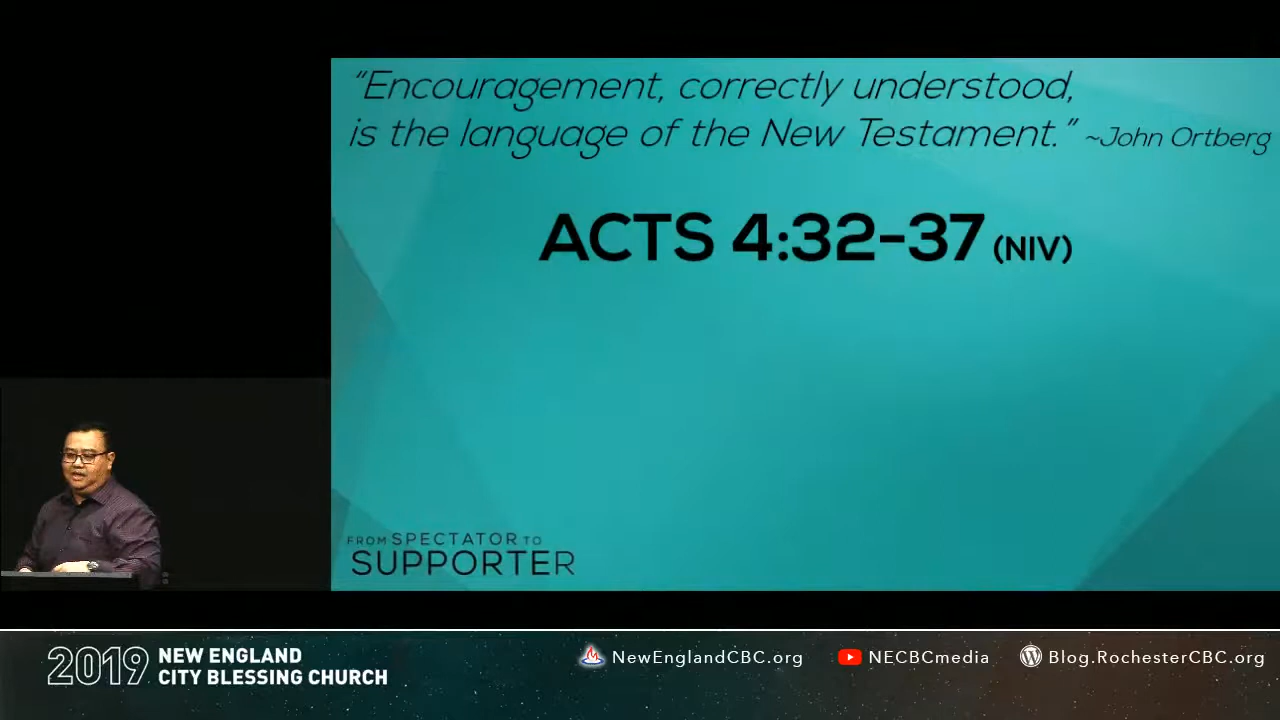 “Encouragement, correctly understood,
is the language of the New Testament.” ~John Ortberg
ACTS 4:32-37 (NIV)
FROM SPECTATOR TO
SUPPORTER
2019 NEW ENGLAND
CITY BLESSING CHURCH
NewEnglandCBC.org
NECBCmedia
Blog.RochesterCBC.org